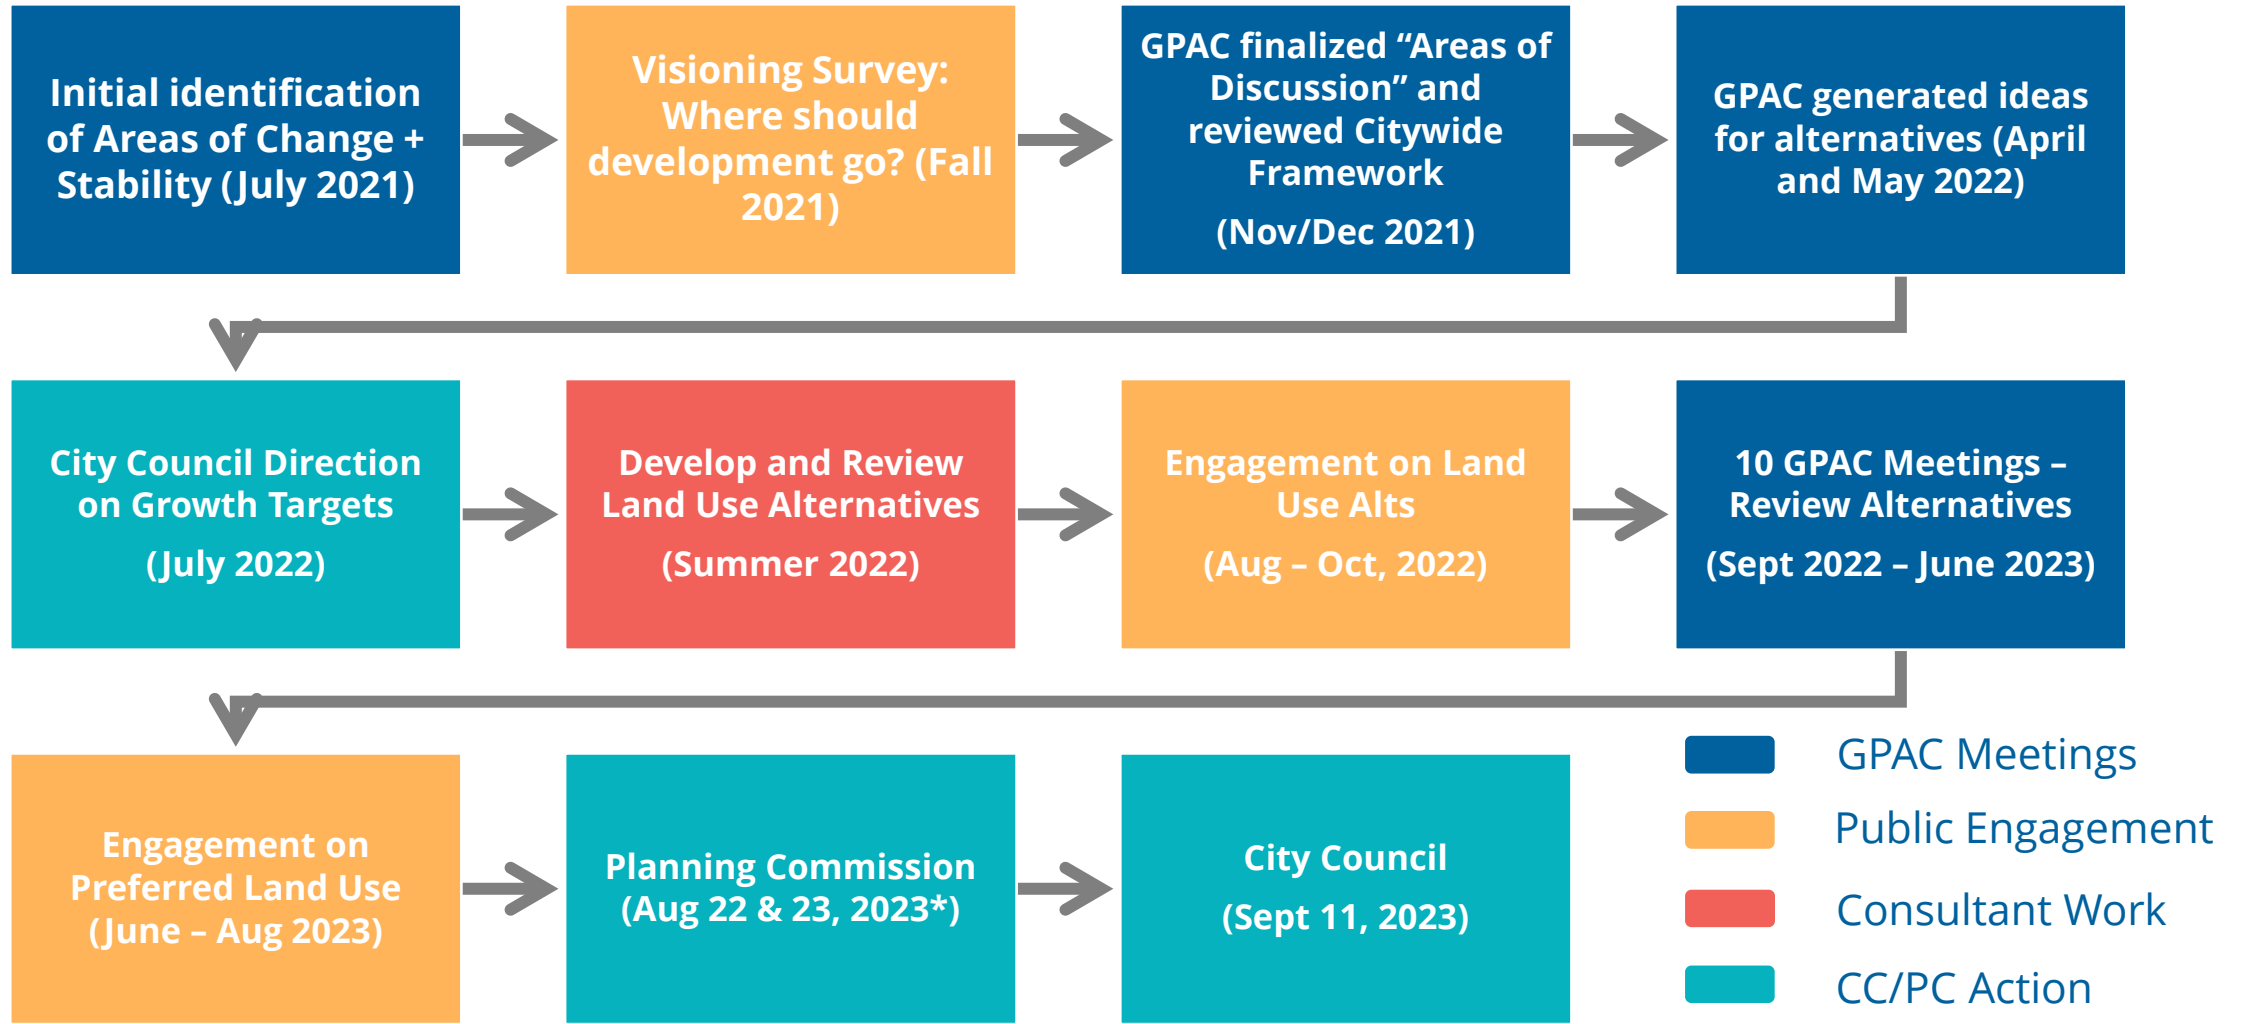 Initial identification
of Areas of Change +
Stability (July 2021)
Visioning Survey:
Where should
development go? (Fall
2021)
GPAC finalized “Areas of
Discussion” and
reviewed Citywide
Framework
(Nov/Dec 2021)
GPAC generated ideas
for alternatives (April
and May 2022)
City Council Direction
on Growth Targets
(July 2022)
Develop and Review
Land Use Alternatives
(Summer 2022)
Engagement on Land
Use Alts
(Aug – Oct, 2022)
10 GPAC Meetings –
Review Alternatives
(Sept 2022 – June 2023)
Engagement on
Preferred Land Use
(June – Aug 2023)
Planning Commission
(Aug 22 & 23, 2023*)
City Council
(Sept 11, 2023)
GPAC Meetings
Public Engagement
Consultant Work
CC/PC Action